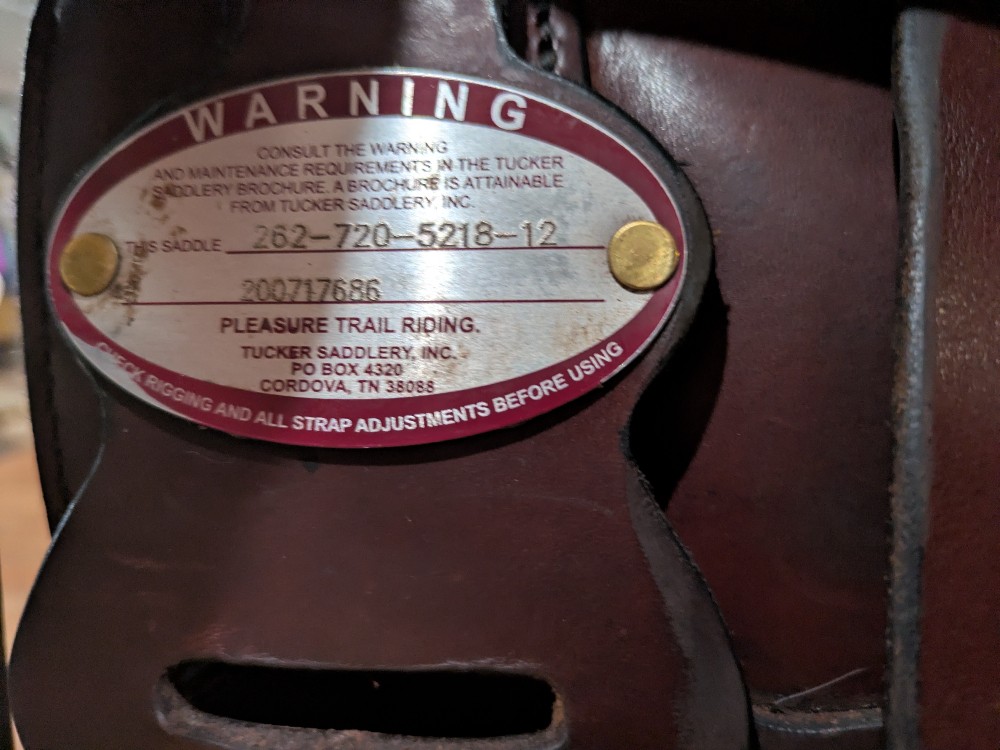 WARNING
CONSULT THE WARNING
AND MAINTENANCE REQUIREMENTS IN THE TUCKER
SADDLERY BROCHURE. A BROCHURE IS ATTAINABLE
FROM TUCKER SADDLERY, INC.
THIS SADDLE 262-720-5218-12
200717686
PLEASURE TRAIL RIDING.
TUCKER SADDLERY, INC.
PO BOX 4320
CORDOVA, TN 38088
CHECK RIGGING AND ALL STRAP ADJUSTMENTS BEFORE USING